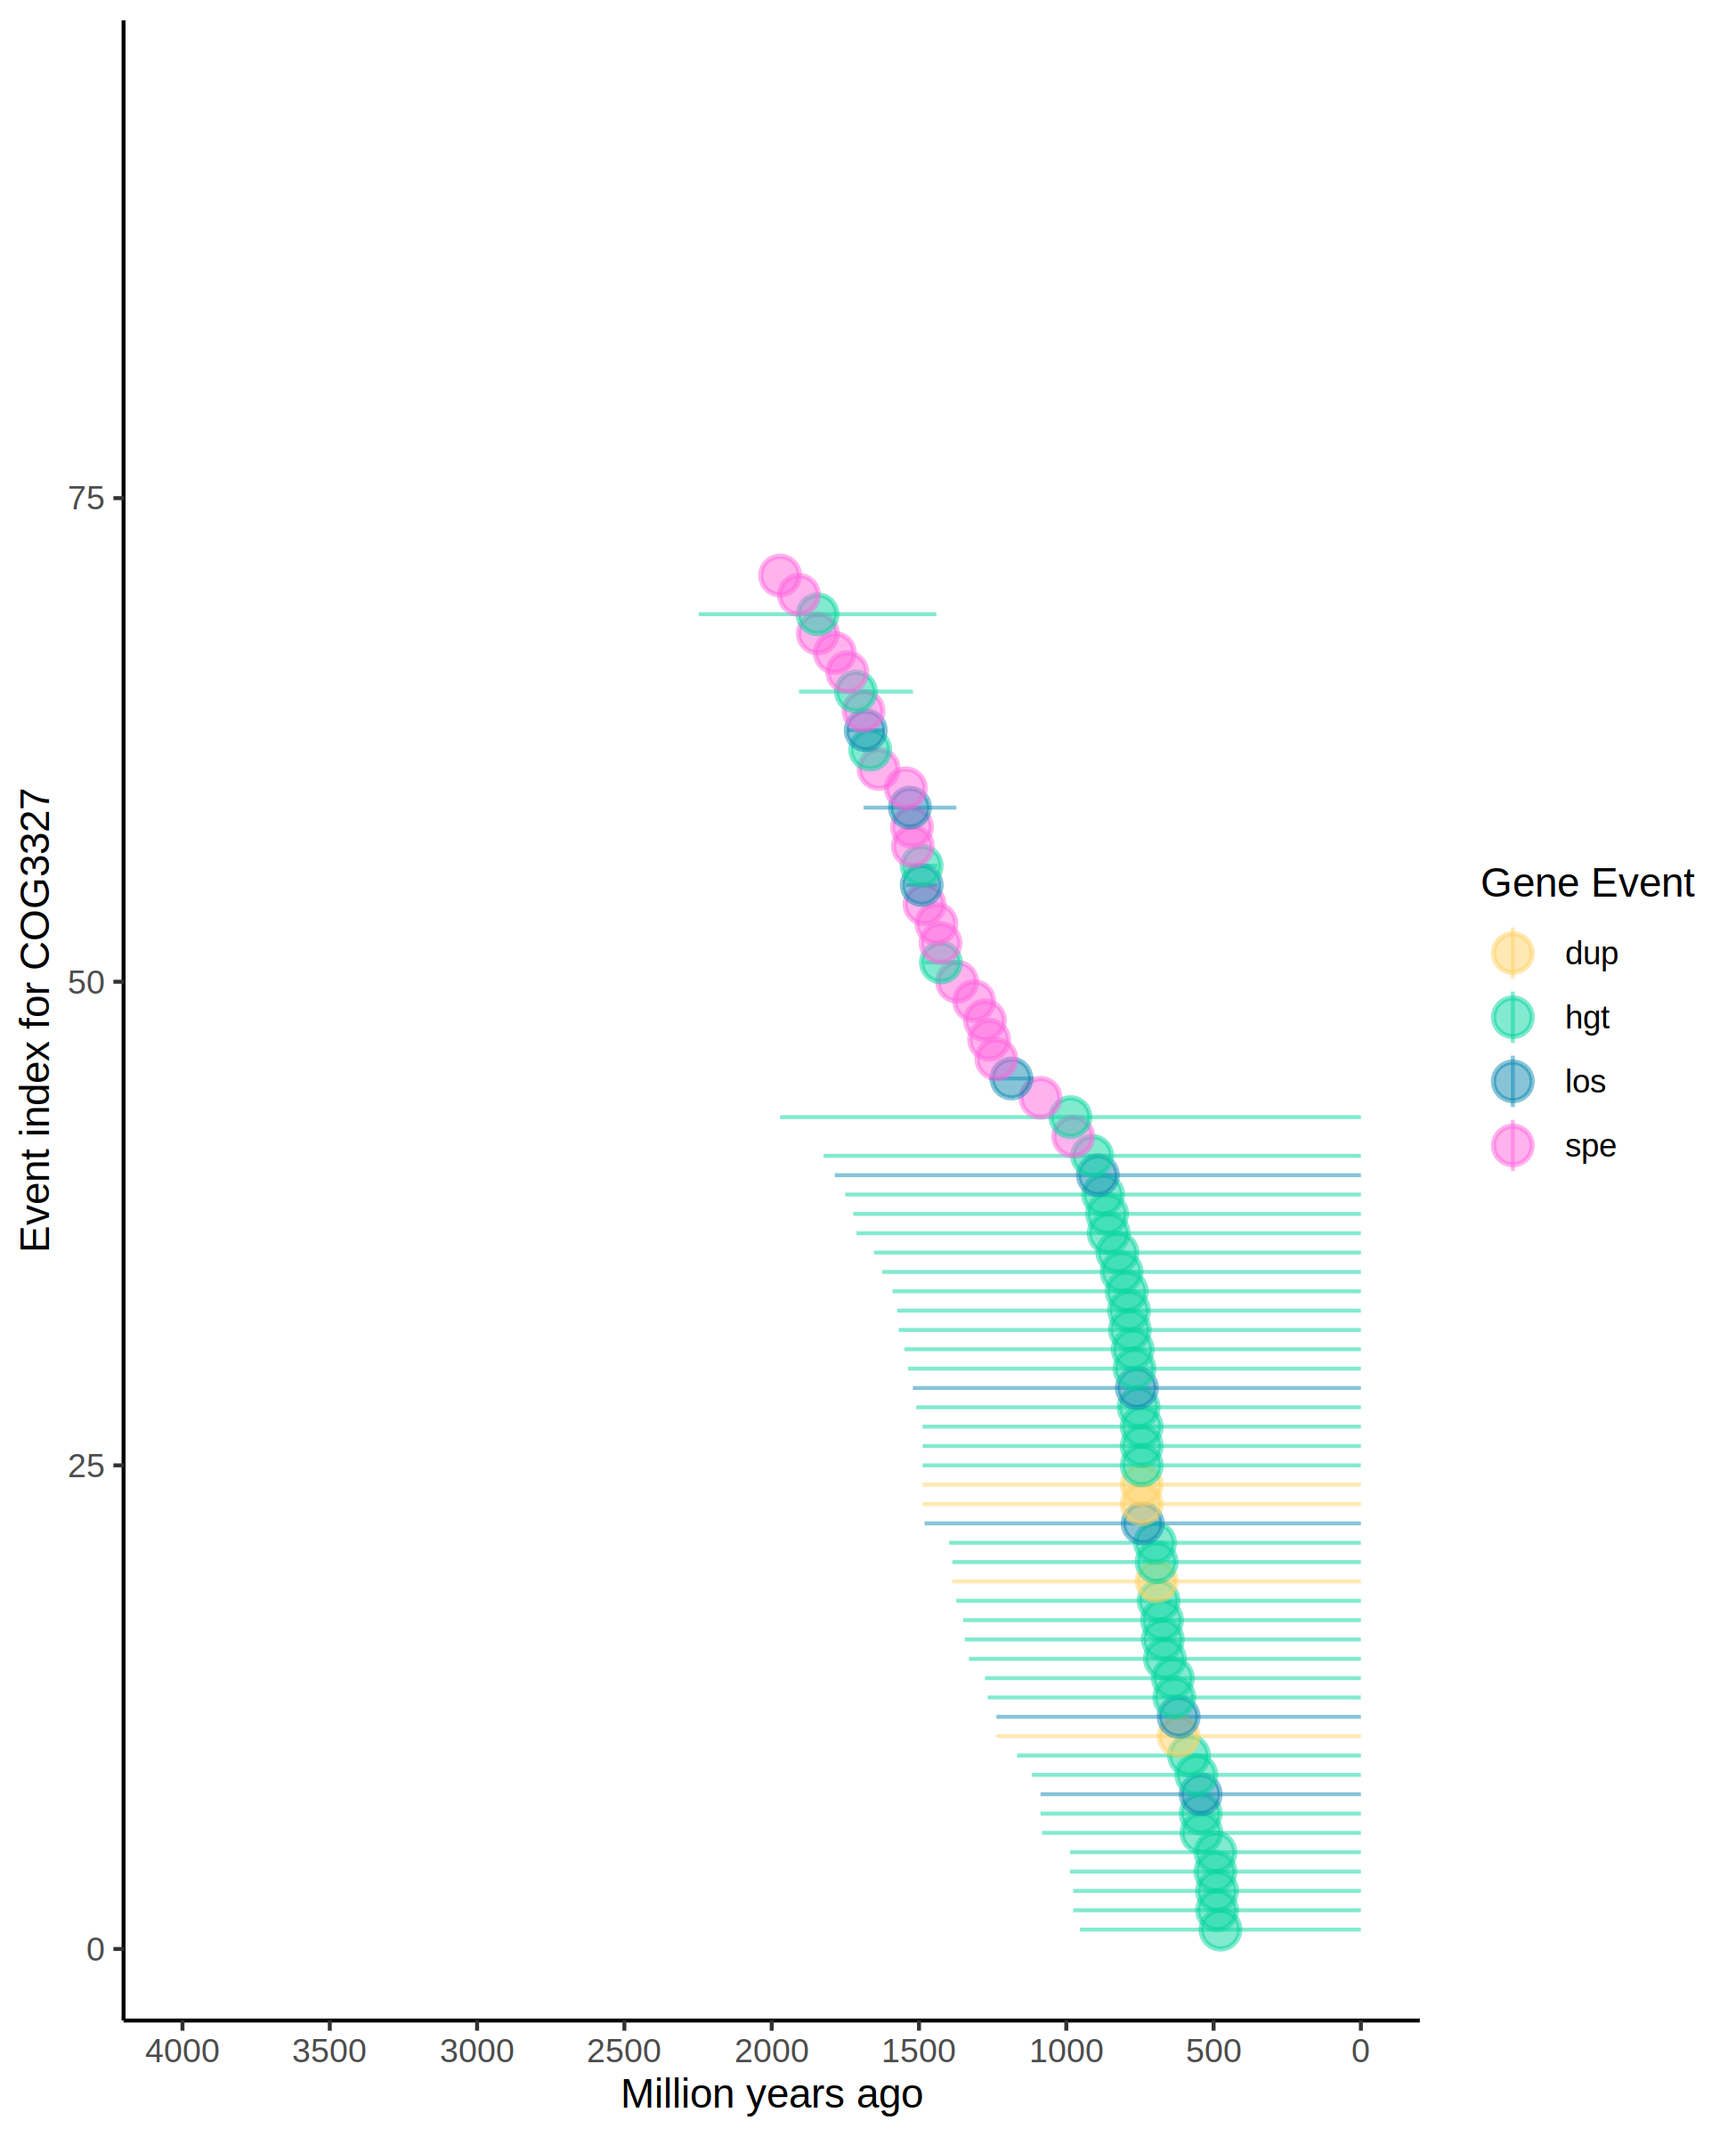 Event index for COG3327
75
50
25
0
4000 3500 3000 2500 2000 1500 1000 500 0
Million years ago
Gene Event
dup
hgt
los
spe